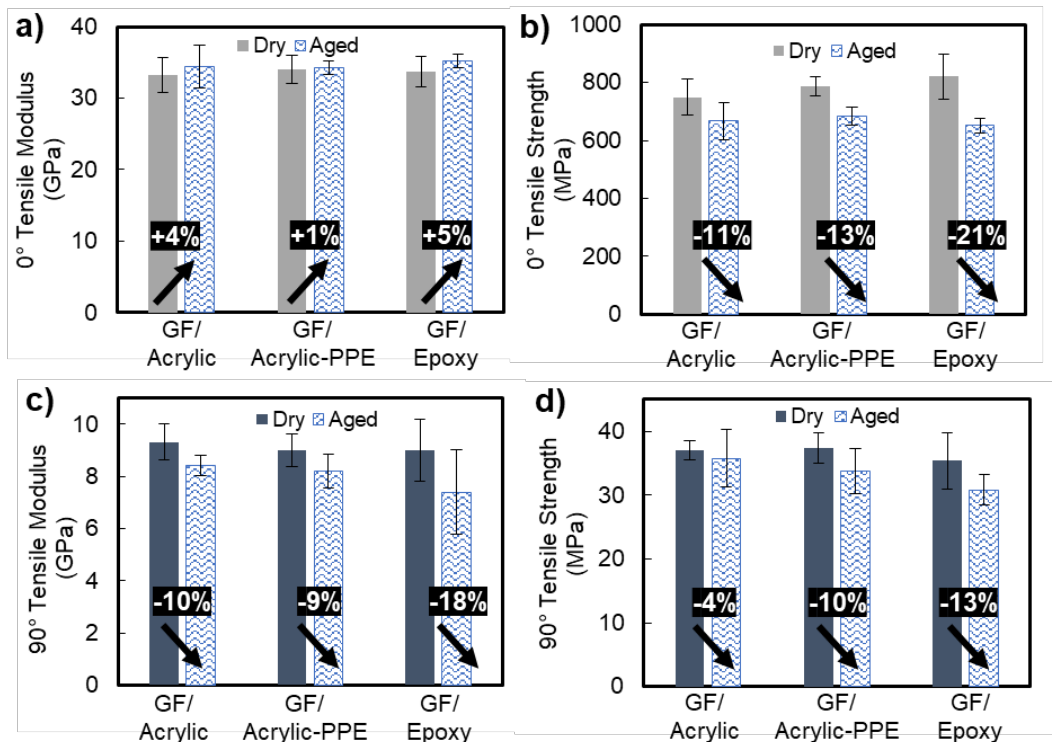 a)
0° Tensile Modulus
(GPa)
40
30
20
10
0
Dry Aged
+4% +1% +5%
GF/ GF/ GF/
Acrylic Acrylic-PPE Epoxy
b)
0° Tensile Strength
(MPa)
1000
800
600
400
200
0
Dry Aged
-11% -13% -21%
GF/ GF/ GF/
Acrylic Acrylic-PPE Epoxy
c)
90° Tensile Modulus
(GPa)
10
8
6
4
2
0
Dry Aged
-10% -9% -18%
GF/ GF/ GF/
Acrylic Acrylic-PPE Epoxy
d)
90° Tensile Strength
(MPa)
40
30
20
10
0
Dry Aged
-4% -10% -13%
GF/ GF/ GF/
Acrylic Acrylic-PPE Epoxy